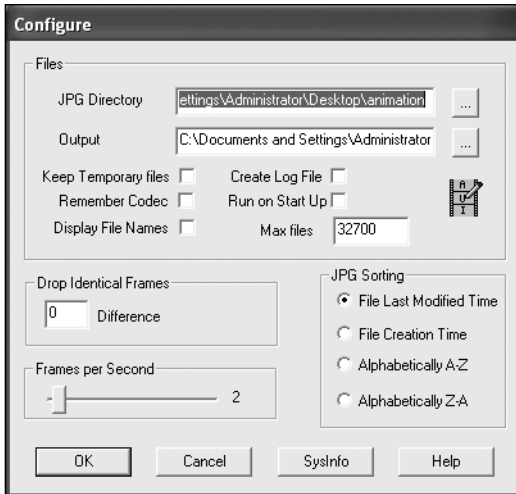 Configure
Files
JPG Directory ettings\Administrator\Desktop\animation ...
Output C:\Documents and Settings\Administrator ...
Keep Temporary files Create Log File
Remember Codec Run on Start Up
Display File Names Max files 32700
A
V
I
Drop Identical Frames
0 Difference
Frames per Second
2
JPG Sorting
File Last Modified Time
File Creation Time
Alphabetically A-Z
Alphabetically Z-A
OK Cancel SysInfo Help